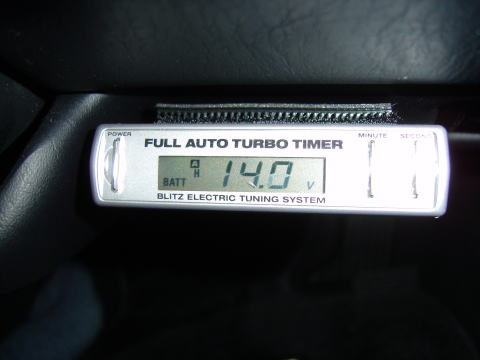 POWER
MINUTE SECOND
FULL AUTO TURBO TIMER
A
H
BATT 14.0 V
BLITZ ELECTRIC TUNING SYSTEM